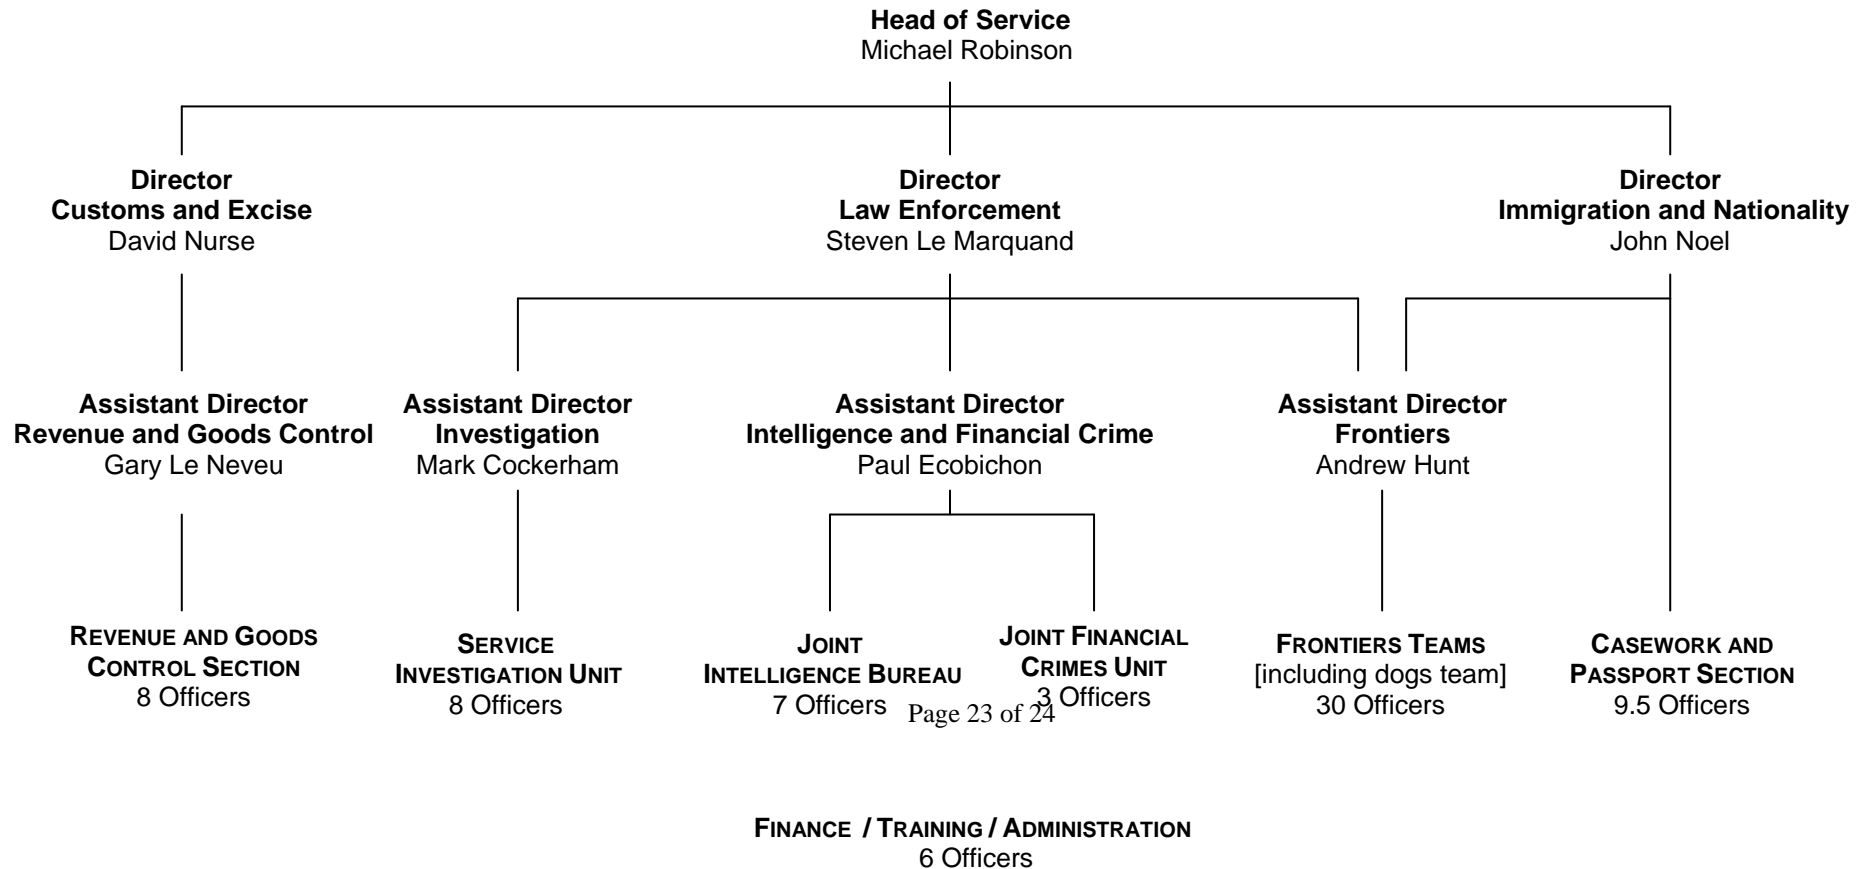 Head of Service
Michael Robinson
Director
Customs and Excise
David Nurse
Director
Law Enforcement
Steven Le Marquand
Director
Immigration and Nationality
John Noel
Assistant Director
Revenue and Goods Control
Gary Le Neveu
Assistant Director
Investigation
Mark Cockerham
Assistant Director
Intelligence and Financial Crime
Paul Ecobichon
Assistant Director
Frontiers
Andrew Hunt
REVENUE AND GOODS
CONTROL SECTION
8 Officers
SERVICE
INVESTIGATION UNIT
8 Officers
JOINT
INTELLIGENCE BUREAU
7 Officers
JOINT FINANCIAL
CRIMES UNIT
3 Officers
FRONTIERS TEAMS
[including dogs team]
30 Officers
CASEWORK AND
PASSPORT SECTION
9.5 Officers
Page 23 of 24
FINANCE / TRAINING / ADMINISTRATION
6 Officers